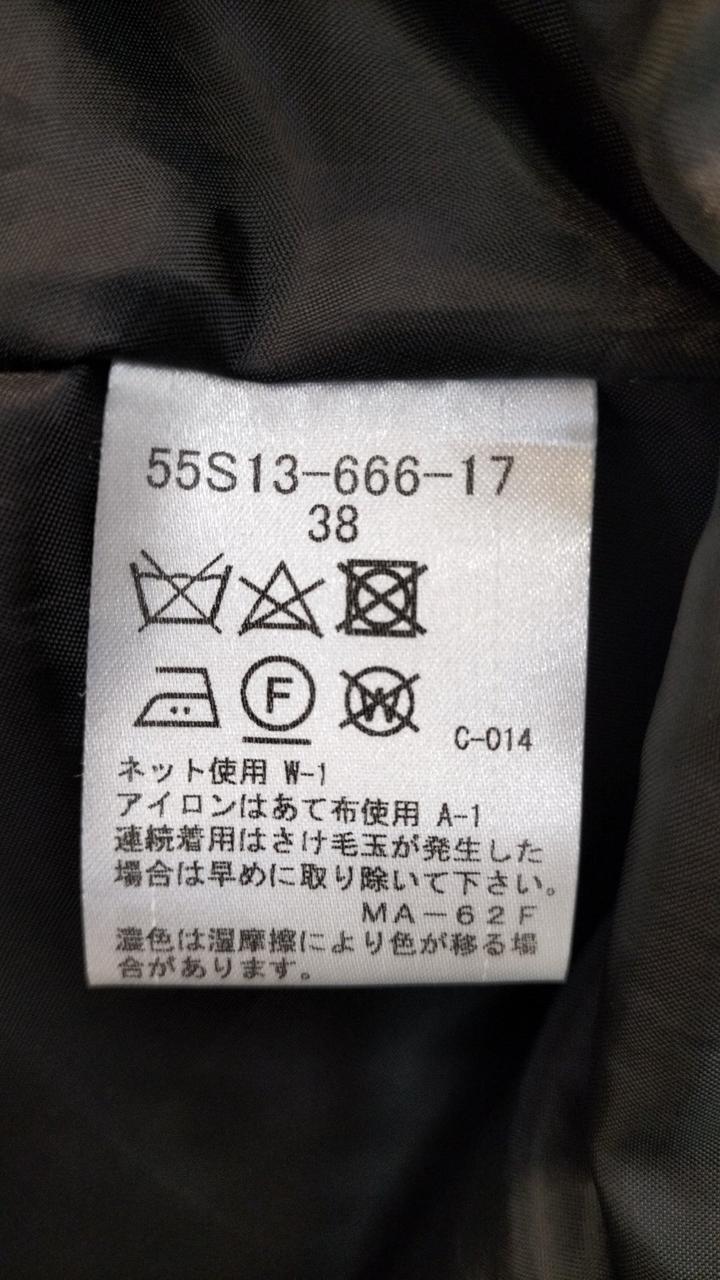 55S13-666-17
38
F W
C-014
ネット使用 W-1
アイロンはあて布使用 A-1
連続着用はさけ毛玉が発生した
場合は早めに取り除いて下さい。
MA-62F
濃色は湿摩擦により色が移る場
合があります。